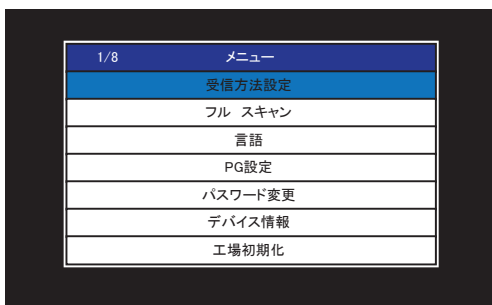 1/8 メニュー
受信方法設定
フル スキャン
言語
PG設定
パスワード変更
デバイス情報
工場初期化